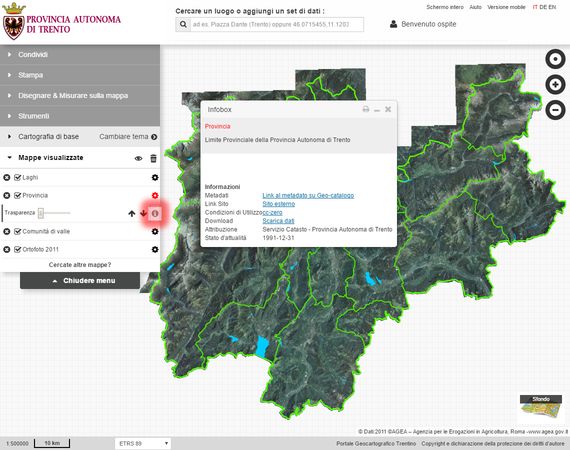 PROVINCIA AUTONOMA
DI TRENTO
Cercare un luogo o aggiungi un set di dati :
ad es. Piazza Dante (Trento) oppure 46.0715455,11.1203
Schermo intero
Aiuto
Versione mobile
IT DE EN
Benvenuto ospite
Condividi
Stampa
Disegnare & Misurare sulla mappa
Strumenti
Cartografia di base
Cambiare tema
Mappe visualizzate
Laghi
Provincia
Trasparenza
Comunità di valle
Ortofoto 2011
Cercate altre mappe?
Chiudere menu
Infobox
Provincia
Limite Provinciale della Provincia Autonoma di Trento
Informazioni
Metadati Link al metadato su Geo-catalogo
Link Sito Sito esterno
Condizioni di Utilizzo cc-zero
Download Scarica dati
Attribuzione Servizio Catasto - Provincia Autonoma di Trento
Stato d'attualità 1991-12-31
Sfondo
© Dati:2011 ©AGEA – Agenzia per le Erogazioni in Agricoltura, Roma -www.agea.gov.it
1:500000
10 km
ETRS 89
Portale Geocartografico Trentino
Copyright e dichiarazione della protezione dei diritti d'autore